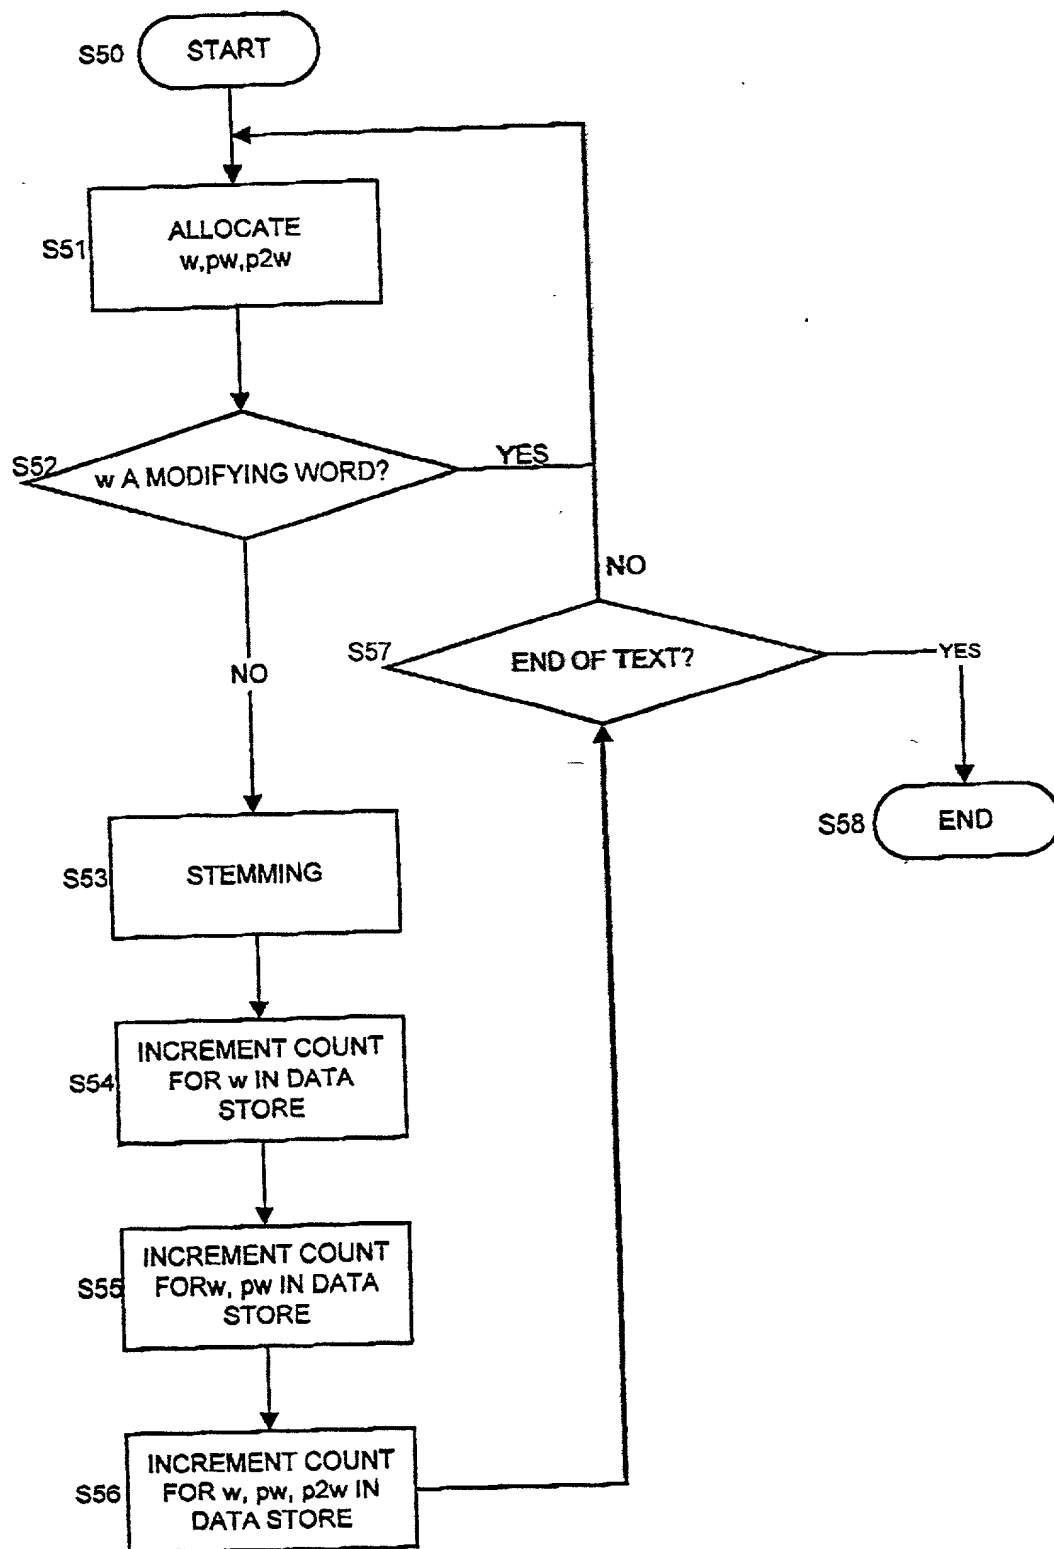 S50
START
S51
ALLOCATE
w,pw,p2w
S52
w A MODIFYING WORD?
YES
NO
NO
S57
END OF TEXT?
YES
S58
END
S53
STEMMING
S54
INCREMENT COUNT
FOR w IN DATA
STORE
S55
INCREMENT COUNT
FORw, pw IN DATA
STORE
S56
INCREMENT COUNT
FOR w, pw, p2w IN
DATA STORE